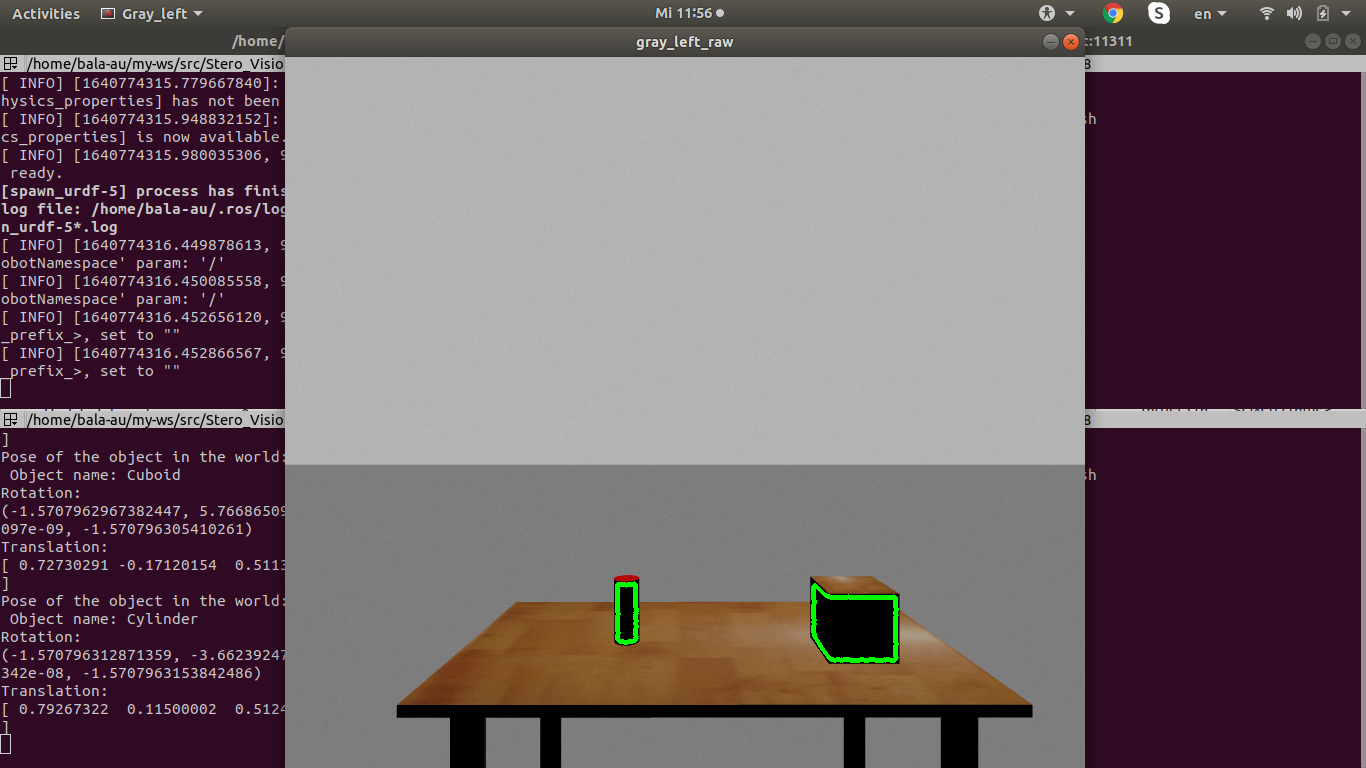 Activities
Gray_left
Mi 11:56
en
/home/
gray_left_raw
:11311
/home/bala-au/my-ws/src/Stero_Visio
8
[ INFO] [1640774315.779667840]:
hysics_properties] has not been
[ INFO] [1640774315.948832152]:
sh
cs_properties] is now available.
[ INFO] [1640774315.980035306, 9
ready.
[spawn_urdf-5] process has finis
log file: /home/bala-au/.ros/log
n_urdf-5*.log
[ INFO] [1640774316.449878613, 9
obotNamespace' param: '/'
[ INFO] [1640774316.450085558, 9
obotNamespace' param: '/'
[ INFO] [1640774316.452656120, 9
_prefix_>, set to ""
[ INFO] [1640774316.452866567, 9
_prefix_>, set to ""
/home/bala-au/my-ws/src/Stero_Visio
8
]
Pose of the object in the world:
Object name: Cuboid
sh
Rotation:
(-1.5707962967382447, 5.76686509
097e-09, -1.570796305410261)
Translation:
[ 0.72730291 -0.17120154  0.5113
]
Pose of the object in the world:
Object name: Cylinder
Rotation:
(-1.570796312871359, -3.66239247
342e-08, -1.5707963153842486)
Translation:
[ 0.79267322  0.11500002  0.5124
]